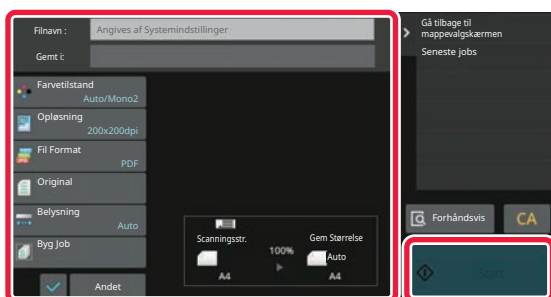 Filnavn :
Angives af Systemindstillinger
Gemt i:
Farvetilstand
Auto/Mono2
Opløsning
200x200dpi
Fil Format
PDF
Original
Belysning
Auto
Byg Job
Andet
Scanningsstr.
A4
100%
Gem Størrelse
Auto
A4
Gå tilbage til
mappevalgskærmen
Seneste jobs
Forhåndsvis
CA
Start